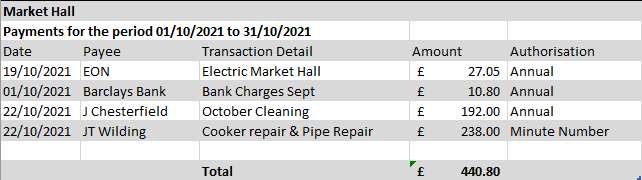 Market Hall
Payments for the period 01/10/2021 to 31/10/2021
Date Payee Transaction Detail Amount Authorisation
19/10/2021 EON Electric Market Hall £ 27.05 Annual
01/10/2021 Barclays Bank Bank Charges Sept £ 10.80 Annual
22/10/2021 J Chesterfield October Cleaning £ 192.00 Annual
22/10/2021 JT Wilding Cooker repair & Pipe Repair £ 238.00 Minute Number
Total £ 440.80